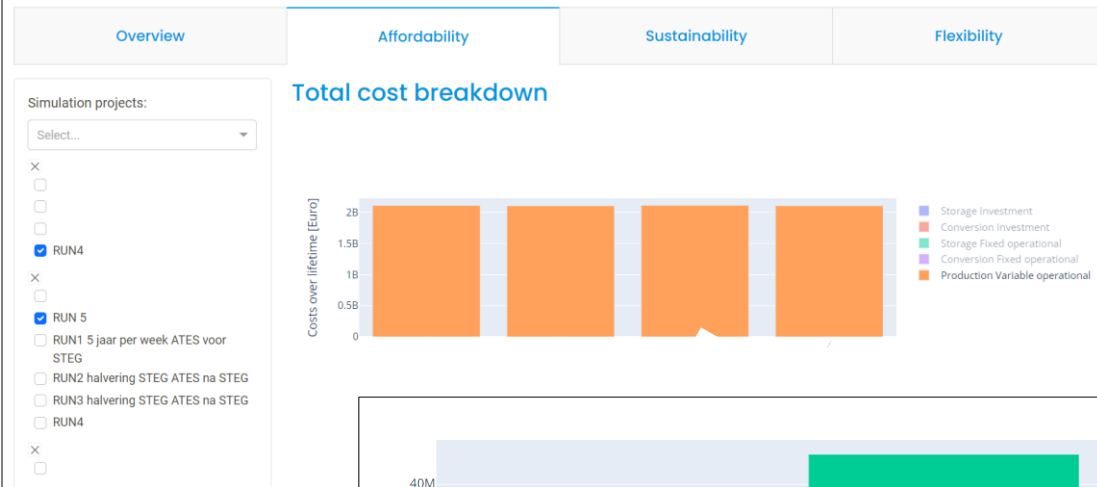 Overview
Affordability
Sustainability
Flexibility
Simulation projects:
Select...
RUN4
RUN 5
RUN1 5 jaar per week ATES voor
STEG
RUN2 halvering STEG ATES na STEG
RUN3 halvering STEG ATES na STEG
RUN4
Total cost breakdown
Costs over lifetime [Euro]
2B
1.5B
1B
0.5B
0
Storage Investment
Conversion Investment
Storage Fixed operational
Conversion Fixed operational
Production Variable operational
40M